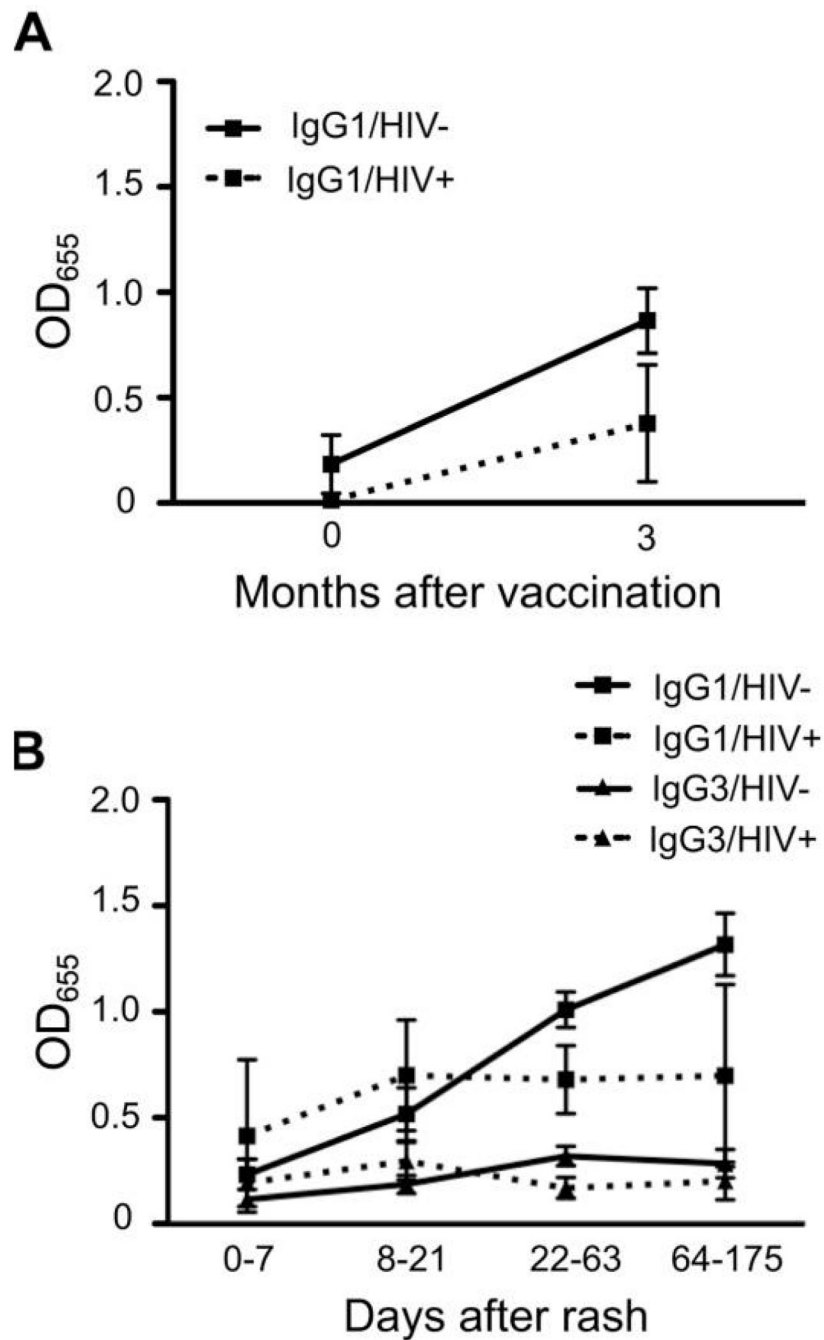 A
2.0
IgG1/HIV-
IgG1/HIV+
1.5
1.0
0.5
0
OD655
0 3
Months after vaccination
IgG1/HIV-
IgG1/HIV+
IgG3/HIV-
IgG3/HIV+
B
2.0
1.5
1.0
0.5
0
OD655
0-7 8-21 22-63 64-175
Days after rash